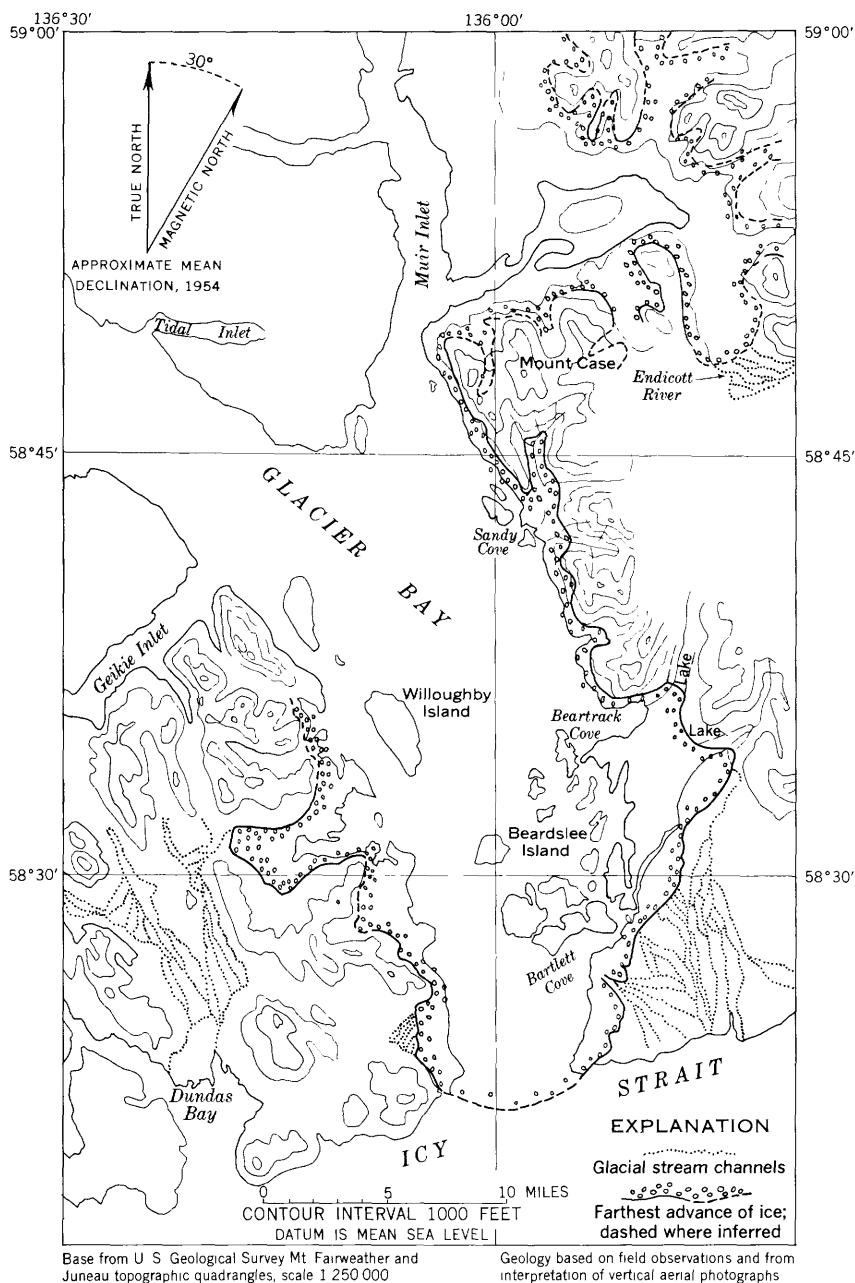 136°30'
136°00'
59°00'
59°00'
30°
TRUE NORTH
MAGNETIC NORTH
APPROXIMATE MEAN
DECLINATION, 1954
Muir Inlet
Tidal Inlet
Mount Case
Endicott
River
58°45'
58°45'
GLACIER
BAY
Sandy
Cove
Geikie Inlet
Willoughby
Island
Lake
Beartrack
Cove
Lake
Beardslee
Island
58°30'
58°30'
Bartlett
Cove
Dundas
Bay
ICY
STRAIT
EXPLANATION
Glacial stream channels
Farthest advance of ice;
dashed where inferred
0 5 10 MILES
CONTOUR INTERVAL 1000 FEET
DATUM IS MEAN SEA LEVEL
Base from U S Geological Survey Mt Fairweather and
Juneau topographic quadrangles, scale 1 250 000
Geology based on field observations and from
interpretation of vertical aerial photographs